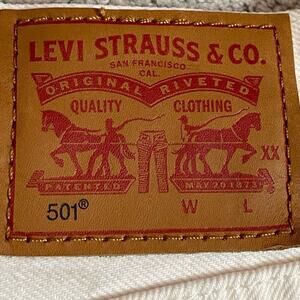 LEVI STRAUSS & CO.
SAN FRANCISCO
CAL.
ORIGINAL RIVETED
QUALITY CLOTHING
XX
PATENTED MAY 20 1873
501® W L